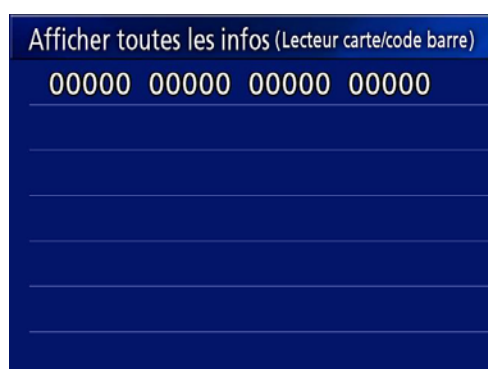 Afficher toutes les infos (Lecteur carte/code barre)
00000 00000 00000 00000